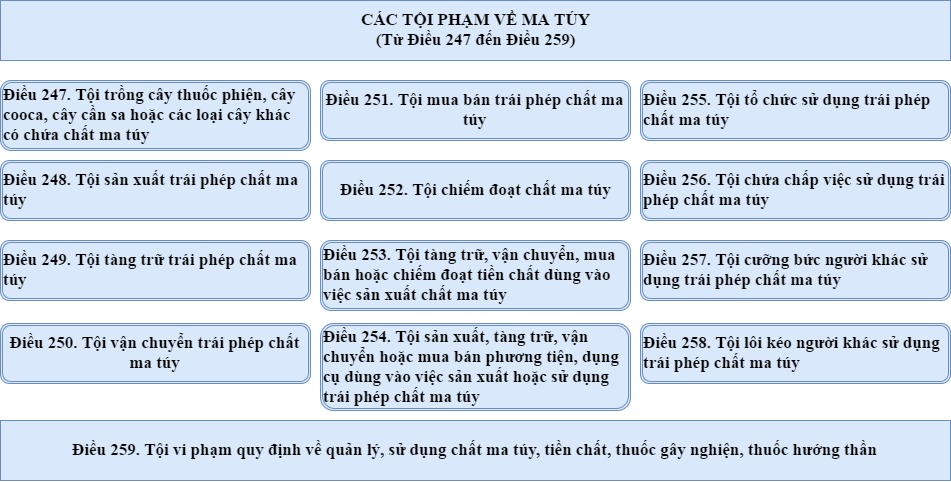 CÁC TỘI PHẠM VỀ MA TÚY
(Từ Điều 247 đến Điều 259)
Điều 247. Tội trồng cây thuốc phiện, cây
cooca, cây cần sa hoặc các loại cây khác
có chứa chất ma túy
Điều 248. Tội sản xuất trái phép chất ma
túy
Điều 249. Tội tàng trữ trái phép chất ma
túy
Điều 250. Tội vận chuyển trái phép chất
ma túy
Điều 251. Tội mua bán trái phép chất ma
túy
Điều 252. Tội chiếm đoạt chất ma túy
Điều 253. Tội tàng trữ, vận chuyển, mua
bán hoặc chiếm đoạt tiền chất dùng vào
việc sản xuất chất ma túy
Điều 254. Tội sản xuất, tàng trữ, vận
chuyển hoặc mua bán phương tiện, dụng
cụ dùng vào việc sản xuất hoặc sử dụng
trái phép chất ma túy
Điều 255. Tội tổ chức sử dụng trái phép
chất ma túy
Điều 256. Tội chứa chấp việc sử dụng trái
phép chất ma túy
Điều 257. Tội cưỡng bức người khác sử
dụng trái phép chất ma túy
Điều 258. Tội lôi kéo người khác sử dụng
trái phép chất ma túy
Điều 259. Tội vi phạm quy định về quản lý, sử dụng chất ma túy, tiền chất, thuốc gây nghiện, thuốc hướng thần